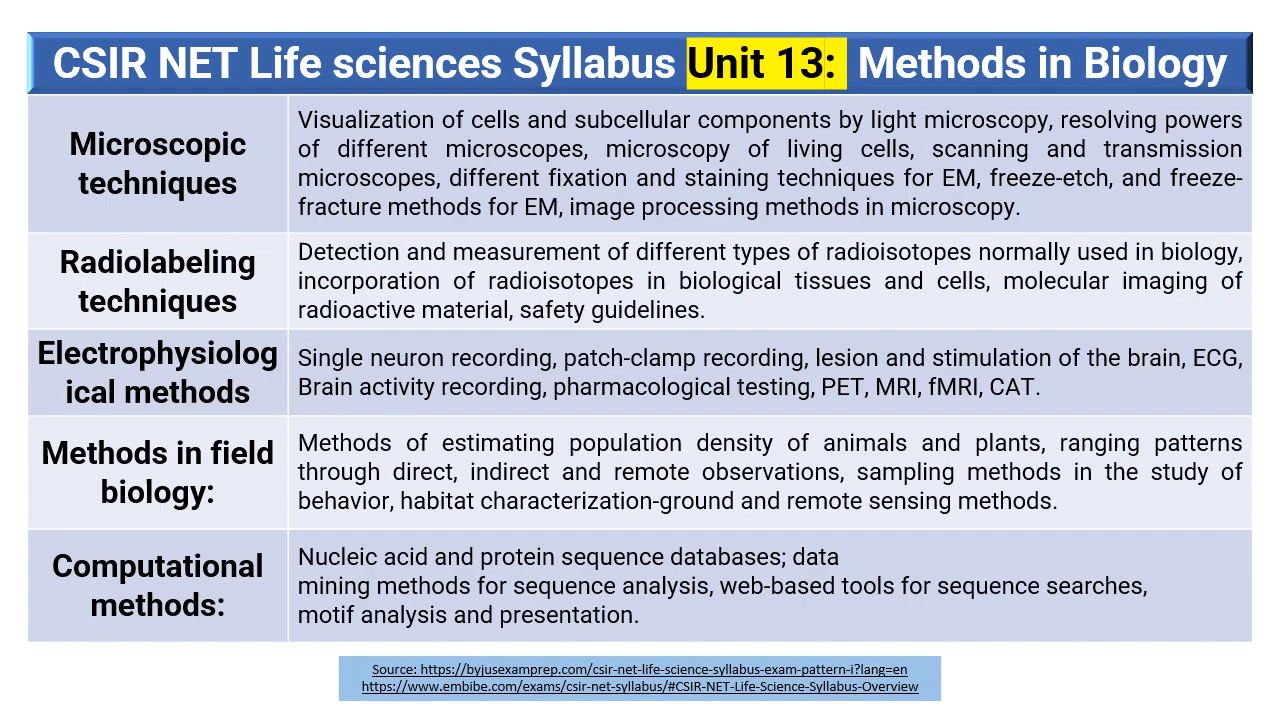 CSIR NET Life sciences Syllabus Unit 13: Methods in Biology
Microscopic
techniques
Visualization of cells and subcellular components by light microscopy, resolving powers
of different microscopes, microscopy of living cells, scanning and transmission
microscopes, different fixation and staining techniques for EM, freeze-etch, and freeze-
fracture methods for EM, image processing methods in microscopy.
Radiolabeling
techniques
Detection and measurement of different types of radioisotopes normally used in biology,
incorporation of radioisotopes in biological tissues and cells, molecular imaging of
radioactive material, safety guidelines.
Electrophysiolog
ical methods
Single neuron recording, patch-clamp recording, lesion and stimulation of the brain, ECG,
Brain activity recording, pharmacological testing, PET, MRI, fMRI, CAT.
Methods in field
biology:
Methods of estimating population density of animals and plants, ranging patterns
through direct, indirect and remote observations, sampling methods in the study of
behavior, habitat characterization-ground and remote sensing methods.
Computational
methods:
Nucleic acid and protein sequence databases; data
mining methods for sequence analysis, web-based tools for sequence searches,
motif analysis and presentation.
Source: https://byjusexamprep.com/csir-net-life-science-syllabus-exam-pattern-i?lang=en
https://www.embibe.com/exams/csir-net-syllabus/#CSIR-NET-Life-Science-Syllabus-Overview